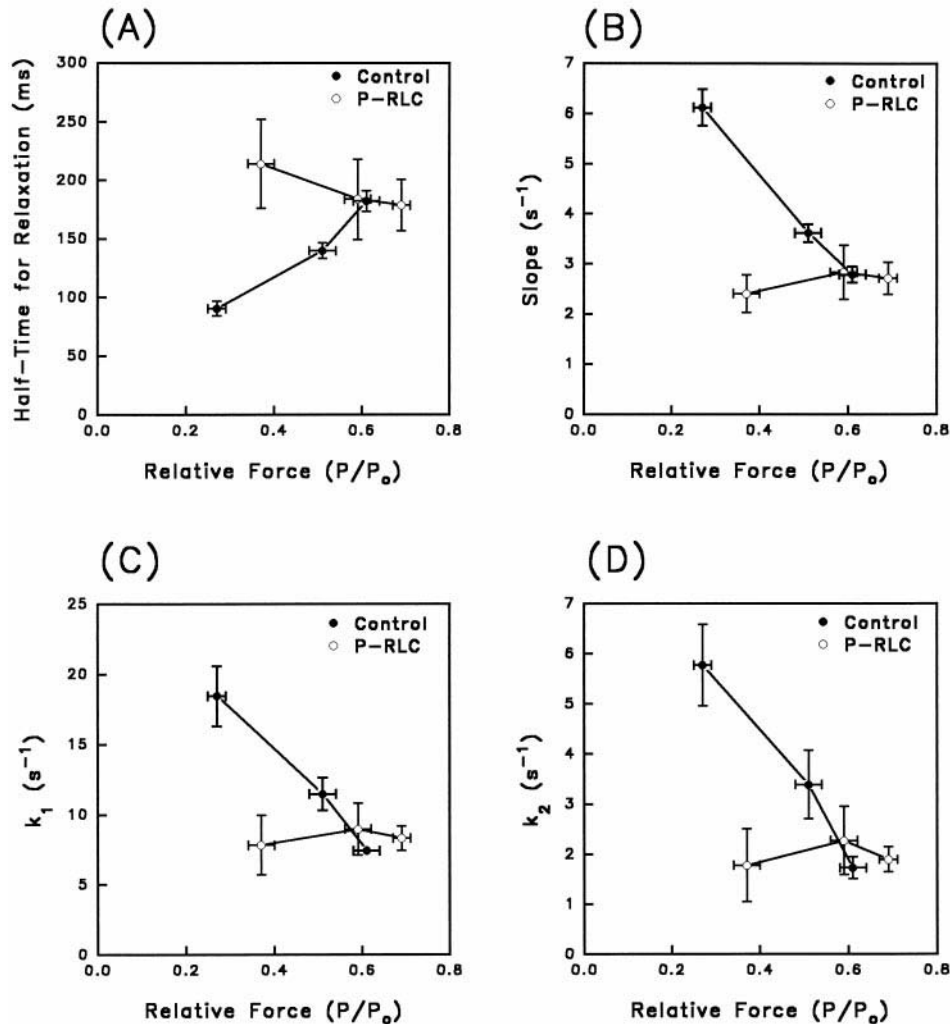 (A)
Half-Time for Relaxation (ms)
300
250
200
150
100
50
0
Control
P-RLC
0.0 0.2 0.4 0.6 0.8
Relative Force (P/Po)
(B)
Slope (s⁻¹)
6
5
4
3
2
1
0
7
Control
P-RLC
0.0 0.2 0.4 0.6 0.8
Relative Force (P/Po)
(C)
k₁ (s⁻¹)
25
20
15
10
5
0
Control
P-RLC
0.0 0.2 0.4 0.6 0.8
Relative Force (P/Po)
(D)
k₂ (s⁻¹)
7
6
5
4
3
2
1
0
Control
P-RLC
0.0 0.2 0.4 0.6 0.8
Relative Force (P/Po)